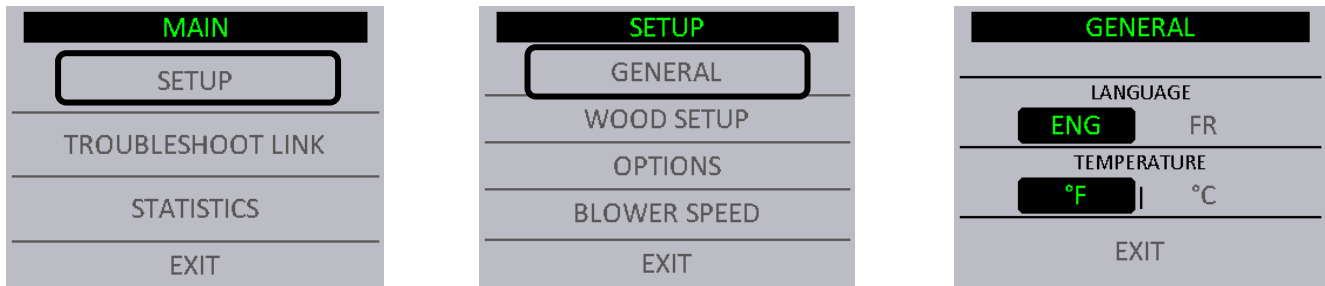 MAIN
SETUP
TROUBLESHOOT LINK
STATISTICS
EXIT
SETUP
GENERAL
WOOD SETUP
OPTIONS
BLOWER SPEED
EXIT
GENERAL
LANGUAGE
ENG FR
TEMPERATURE
°F | °C
EXIT